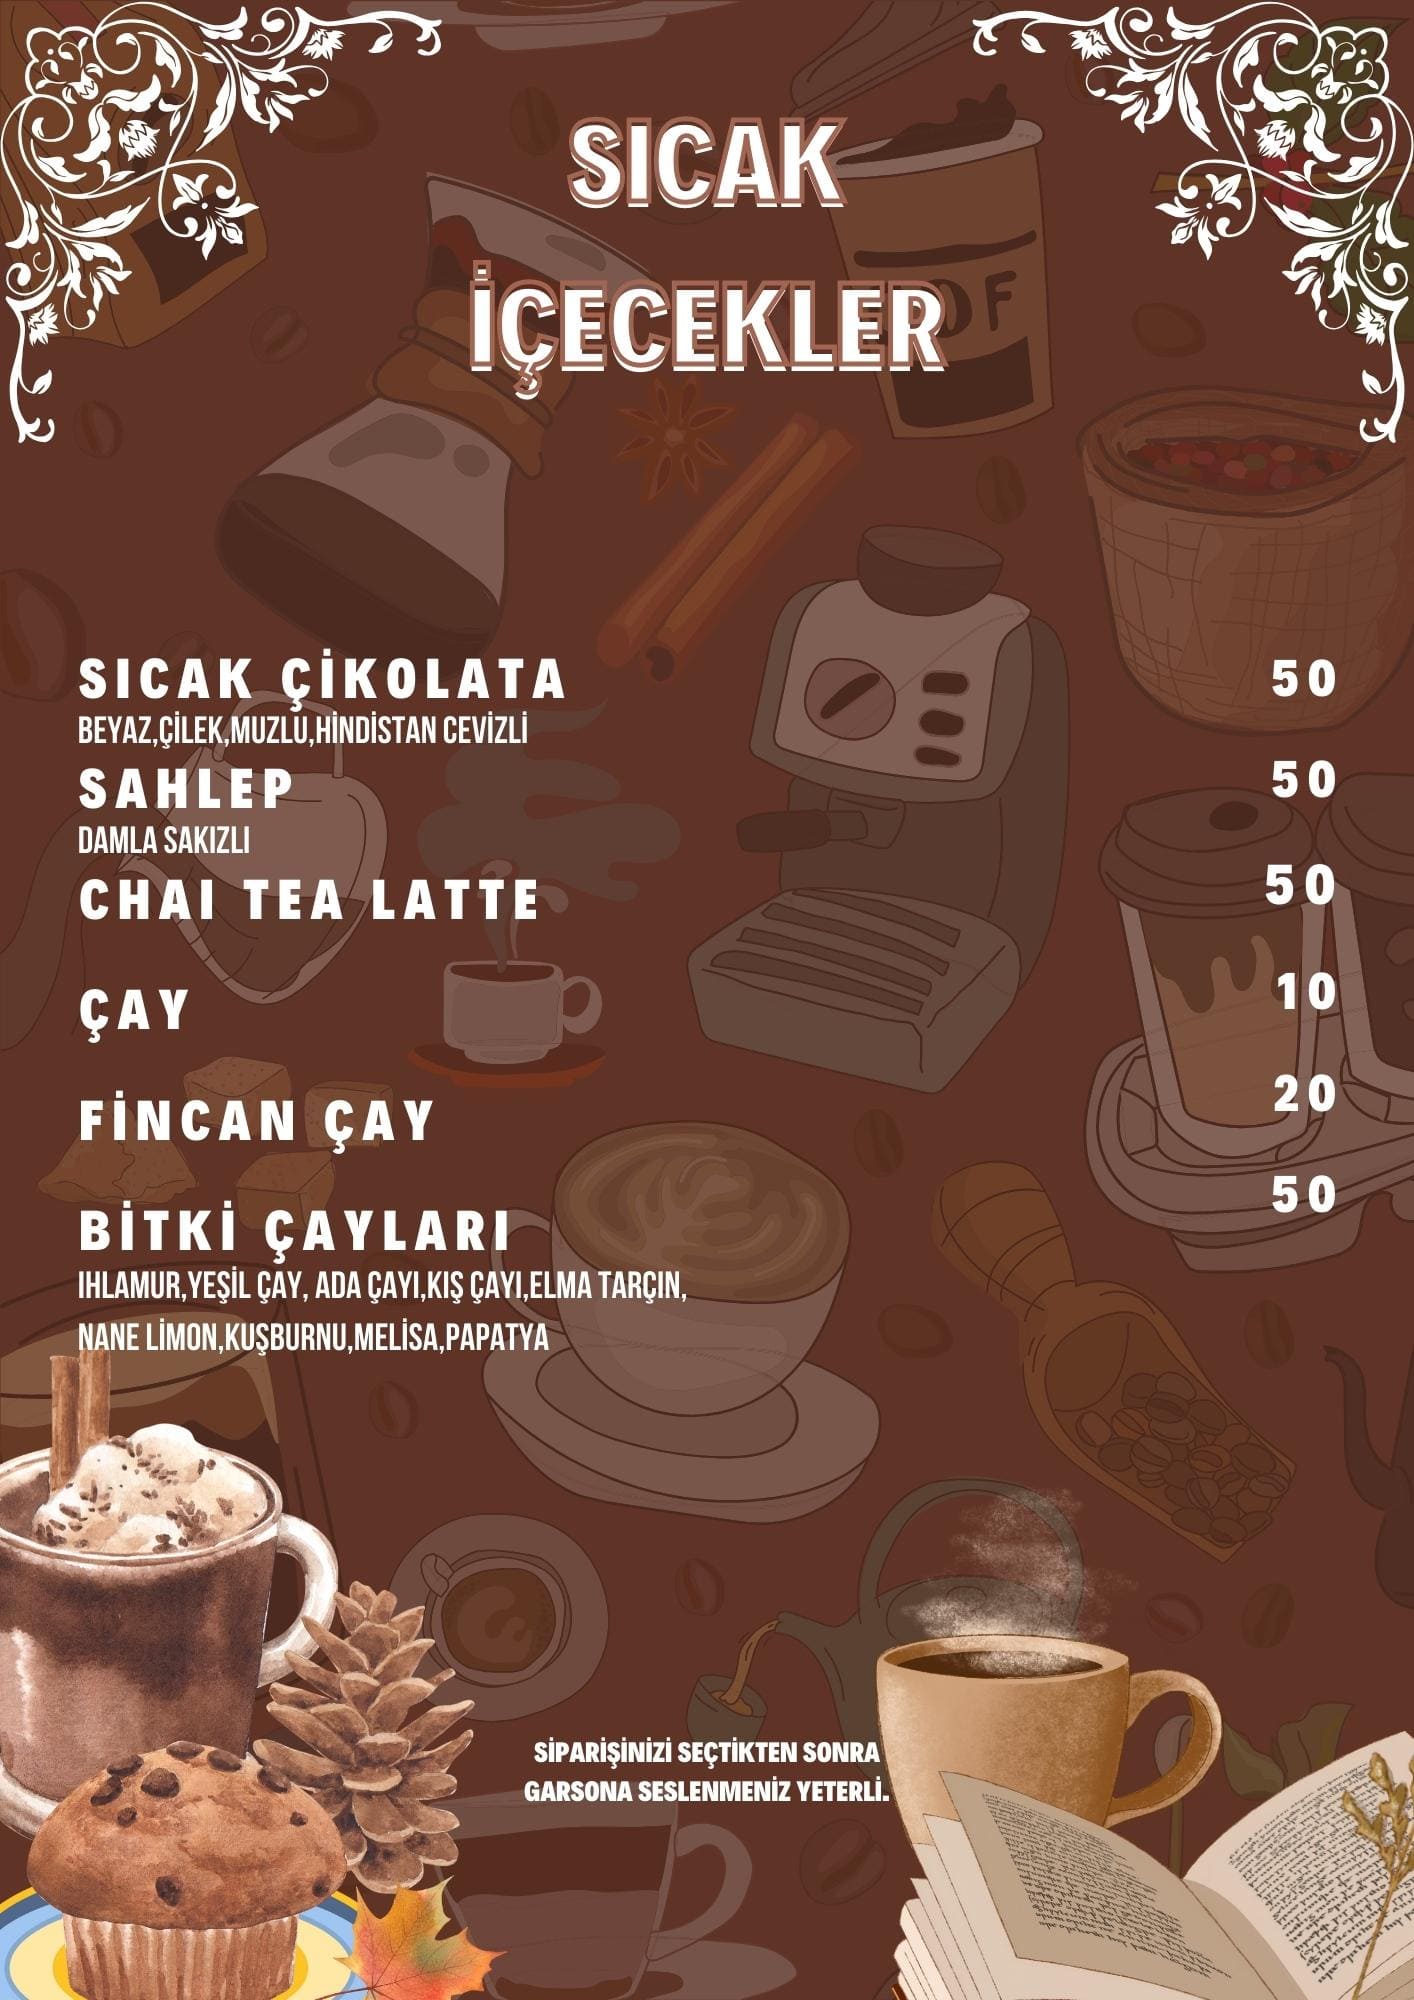 SICAK
İÇECEKLER
OF
SICAK ÇİKOLATA 50
BEYAZ,ÇİLEK,MUZLU,HİNDİSTAN CEVİZLİ
SAHLEP 50
DAMLA SAKIZLI
CHAI TEA LATTE 50
ÇAY 10
FİNCAN ÇAY 20
BİTKİ ÇAYLARI 50
IHLAMUR,YEŞİL ÇAY, ADA ÇAYI,KIŞ ÇAYI,ELMA TARÇIN,
NANE LİMON,KUŞBURNU,MELİSA,PAPATYA
SİPARİŞİNİZİ SEÇTİKTEN SONRA
GARSONA SESLENMENİZ YETERLİ.